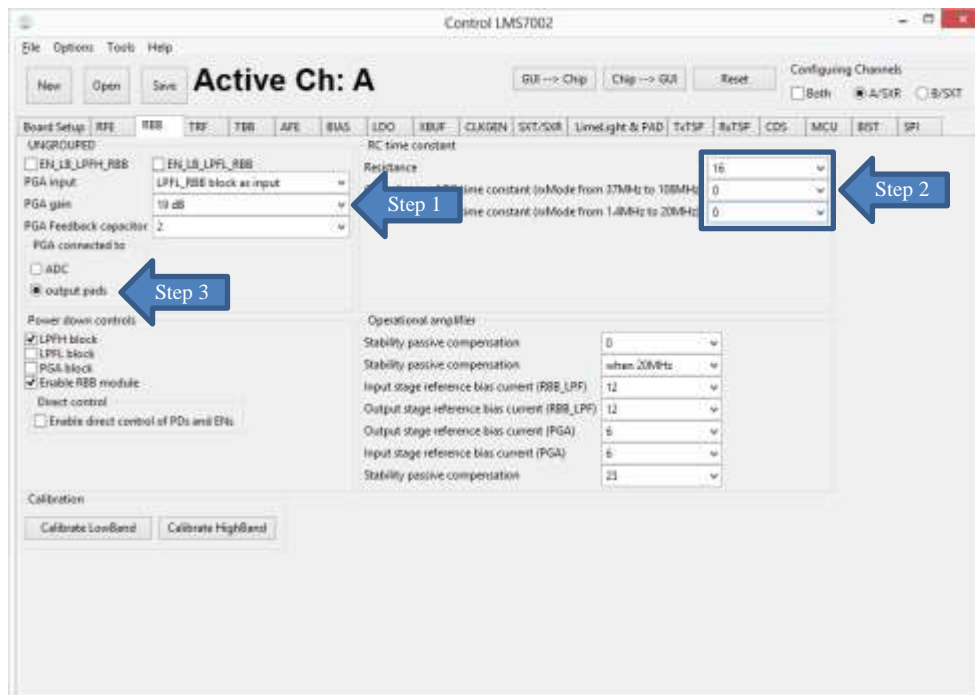 Control LMS7002
File Options Tools Help
New Open Save Active Ch: A GUI --> Chip Chip --> GUI Reset Configuring Channels
Both A/SXR B/SXT
Board Setup RFE RBB TRF TBB AFE BIAS LDO XBUF CLKGEN SXT/SXR LimeLight & PAD TxTSP RxTSP CDS MCU BIST SPI
UNGROUPED
EN_LB_LPFH_RBB EN_LB_LPFL_RBB
PGA input LPFL_RBB block as input
PGA gain 19 dB
PGA Feedback capacitor 2
PGA connected to
ADC
output pads
Step 1
Step 3
RC time constant
Resistance 16
time constant (rxMode from 37MHz to 108MHz) 0
time constant (rxMode from 1.4MHz to 20MHz) 0
Step 2
Power down controls
LPFH block
LPFL block
PGA block
Enable RBB module
Direct control
Enable direct control of PDs and ENs
Operational amplifier
Stability passive compensation 0
Stability passive compensation when 20MHz
Input stage reference bias current (RBB_LPF) 12
Output stage reference bias current (RBB_LPF) 12
Output stage reference bias current (PGA) 6
Input stage reference bias current (PGA) 6
Stability passive compensation 23
Calibration
Calibrate LowBand Calibrate HighBand